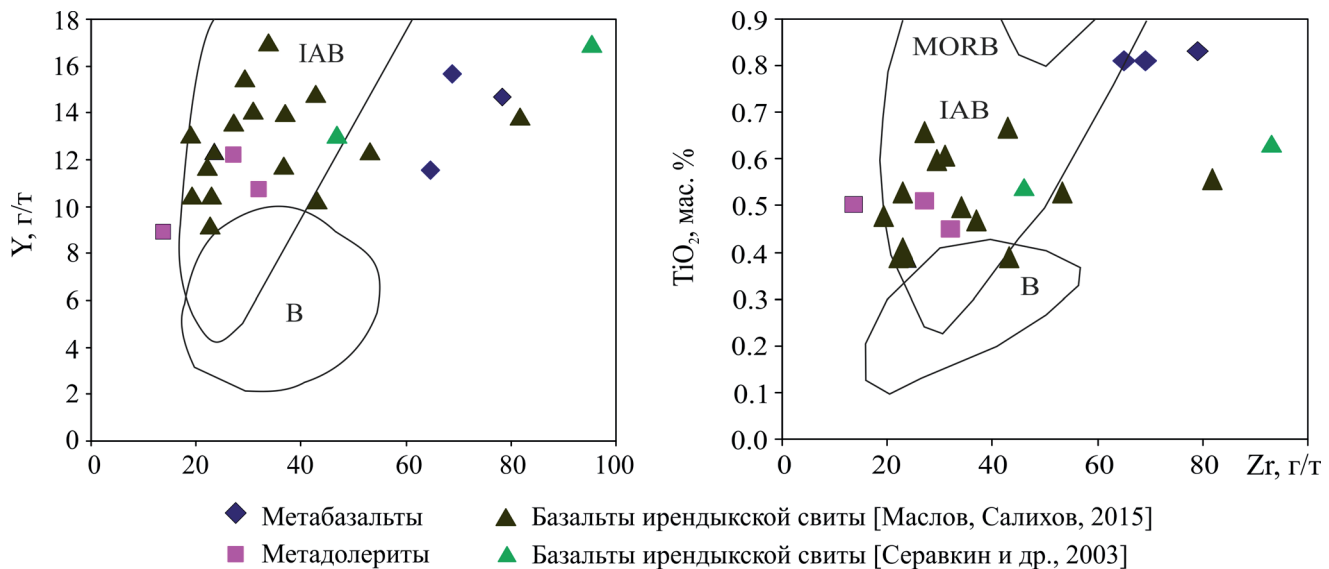 Y, г/т
18
16
14
12
10
8
6
4
2
0
0 20 40 60 80 100
IAB
B
TiO₂, мас. %
0.9
0.8
0.7
0.6
0.5
0.4
0.3
0.2
0.1
0.0
0 20 40 60 80 Zr, г/т
MORB
IAB
B
Метабазальты
Базальты ирендыкской свиты [Маслов, Салихов, 2015]
Метадолериты
Базальты ирендыкской свиты [Серавкин и др., 2003]